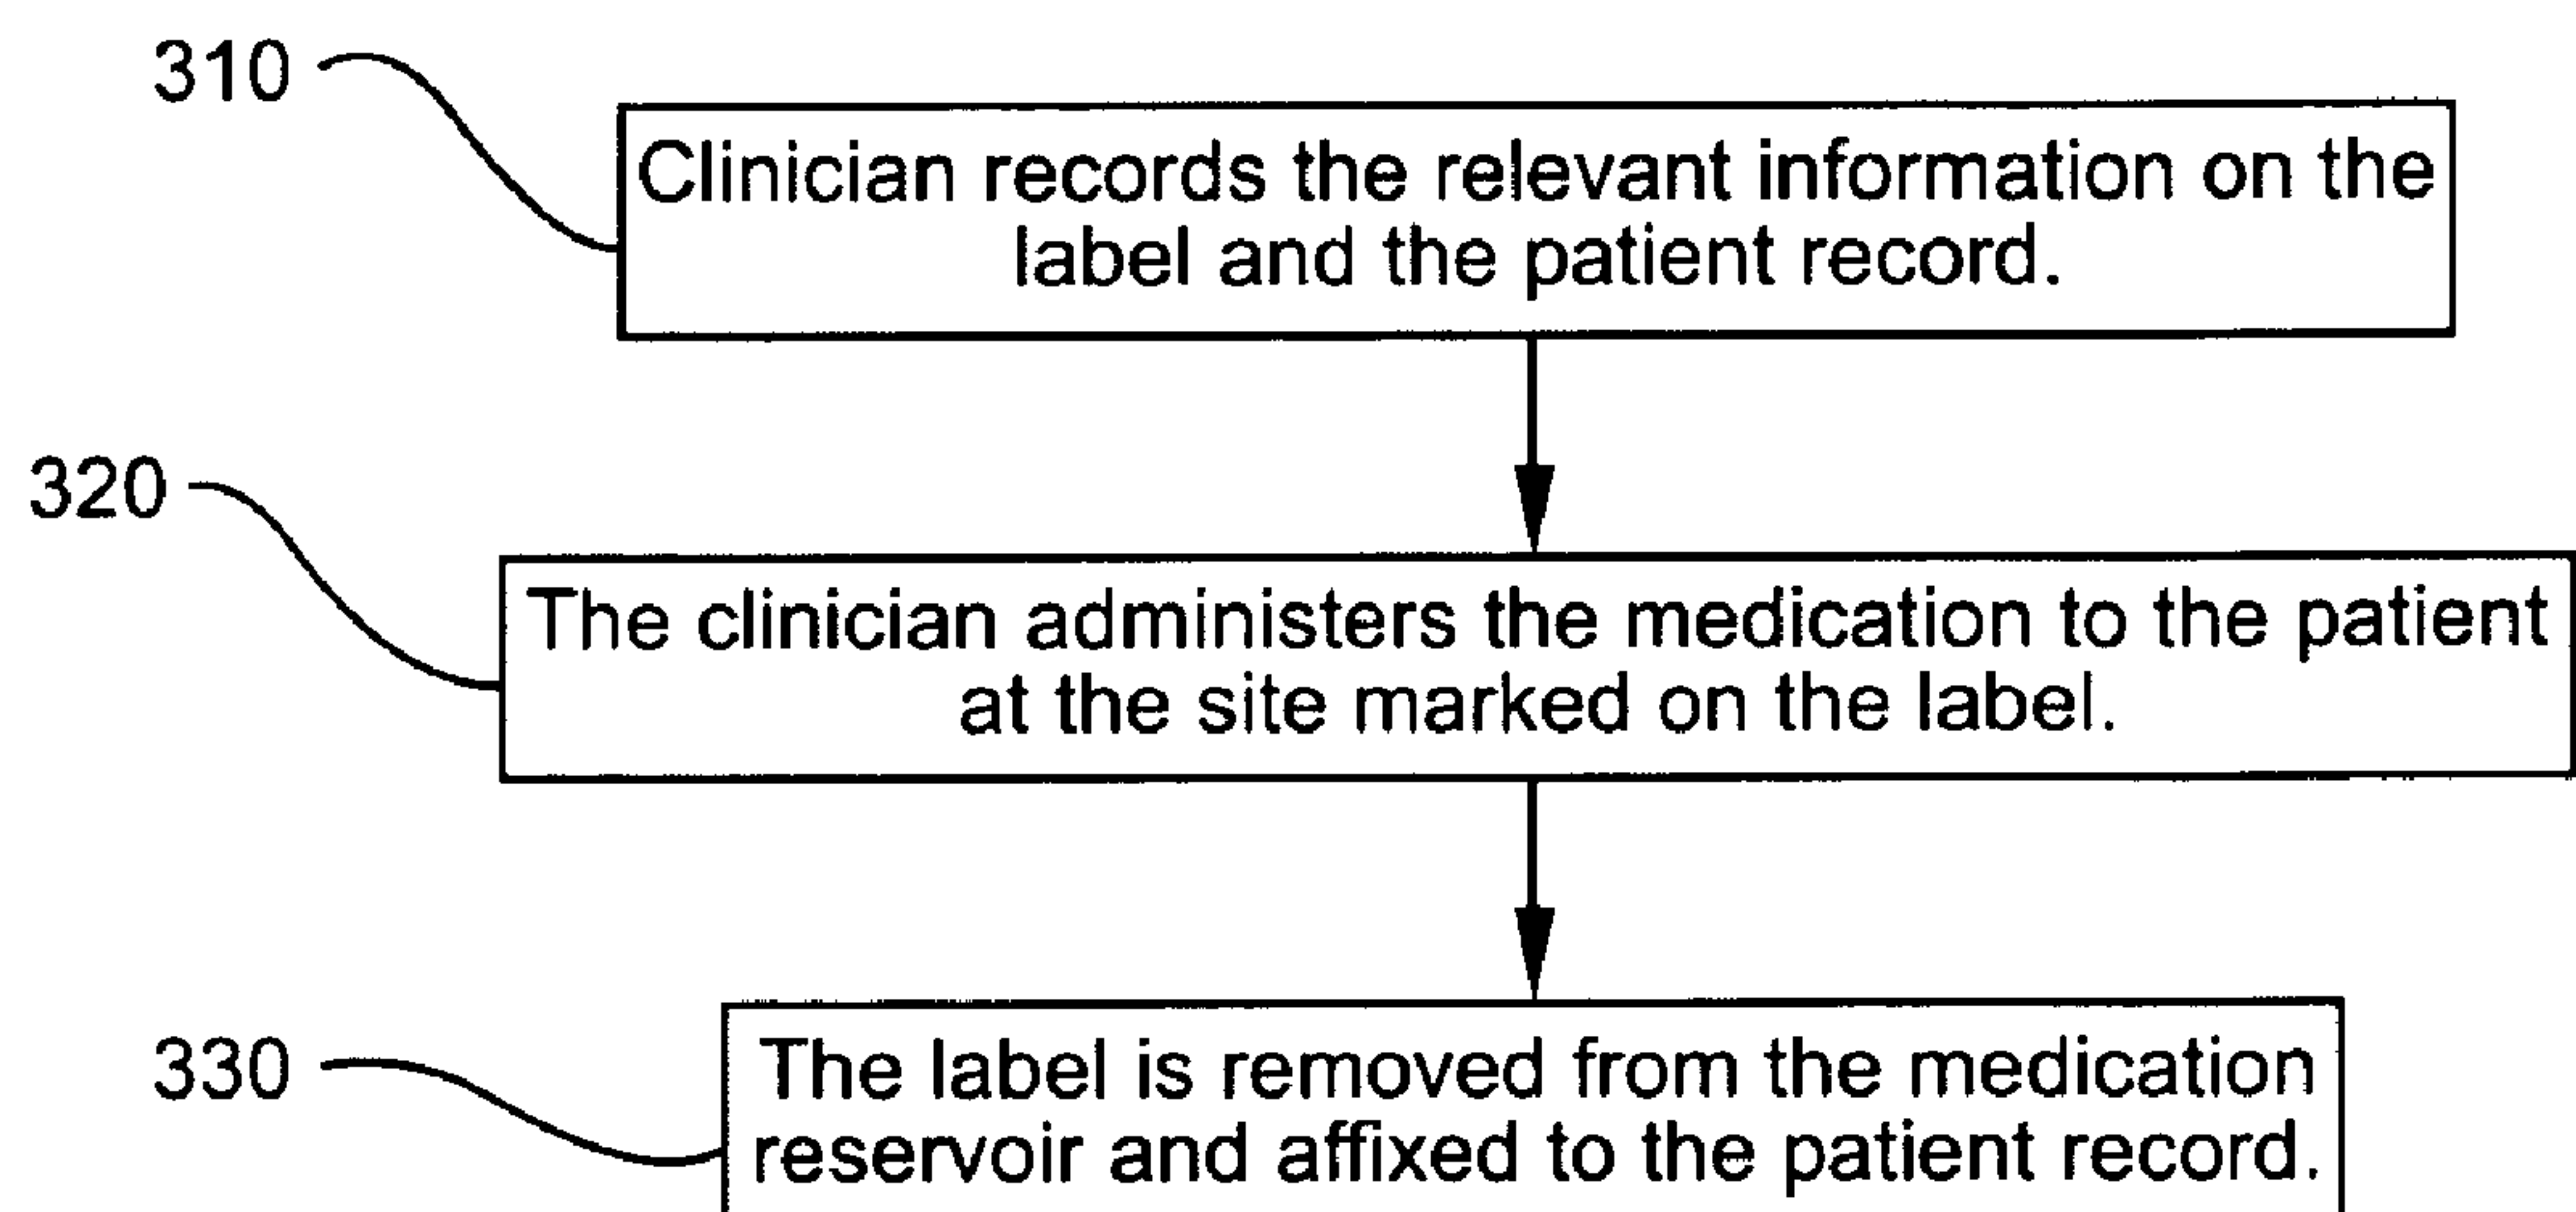 310
Clinician records the relevant information on the
label and the patient record.
320
The clinician administers the medication to the patient
at the site marked on the label.
330
The label is removed from the medication
reservoir and affixed to the patient record.